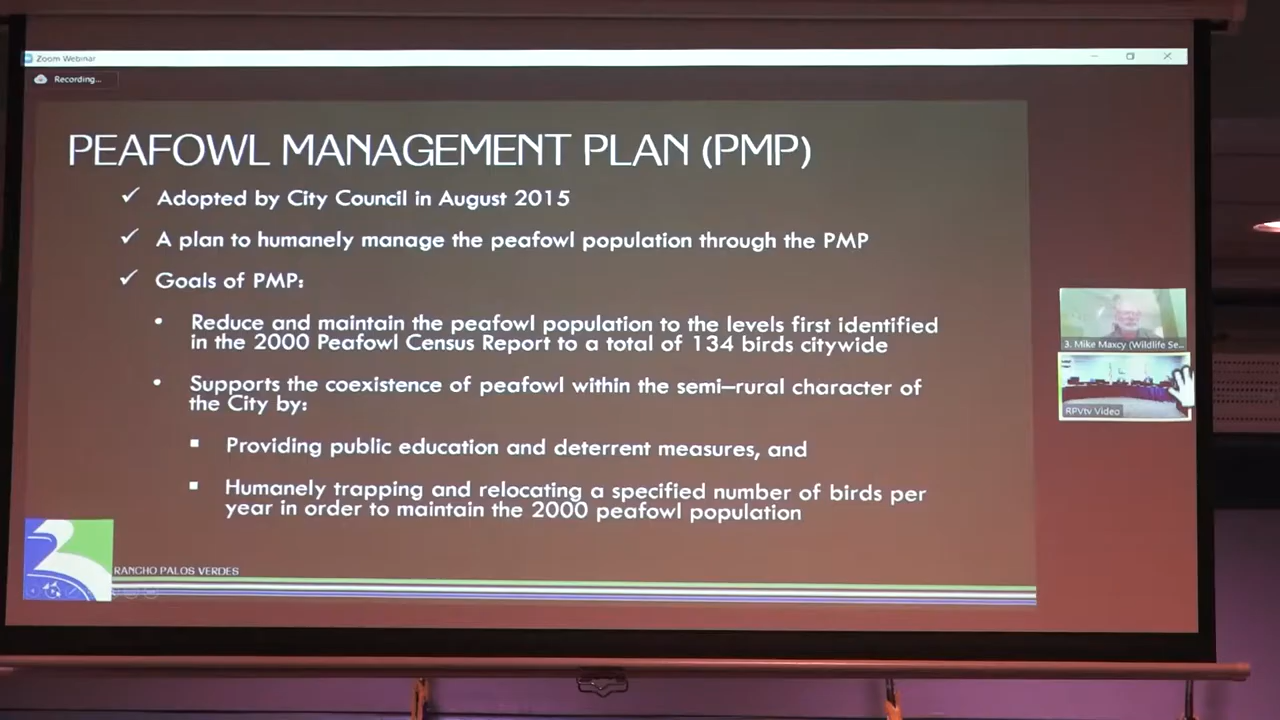 Zoom Webinar
Recording...
PEAFOWL MANAGEMENT PLAN (PMP)
✓ Adopted by City Council in August 2015
✓ A plan to humanely manage the peafowl population through the PMP
✓ Goals of PMP:
• Reduce and maintain the peafowl population to the levels first identified
in the 2000 Peafowl Census Report to a total of 134 birds citywide
• Supports the coexistence of peafowl within the semi-rural character of
the City by:
▪ Providing public education and deterrent measures, and
▪ Humanely trapping and relocating a specified number of birds per
year in order to maintain the 2000 peafowl population
RANCHO PALOS VERDES
3. Mike Maxcy (Wildlife Se...
RPVtv Video